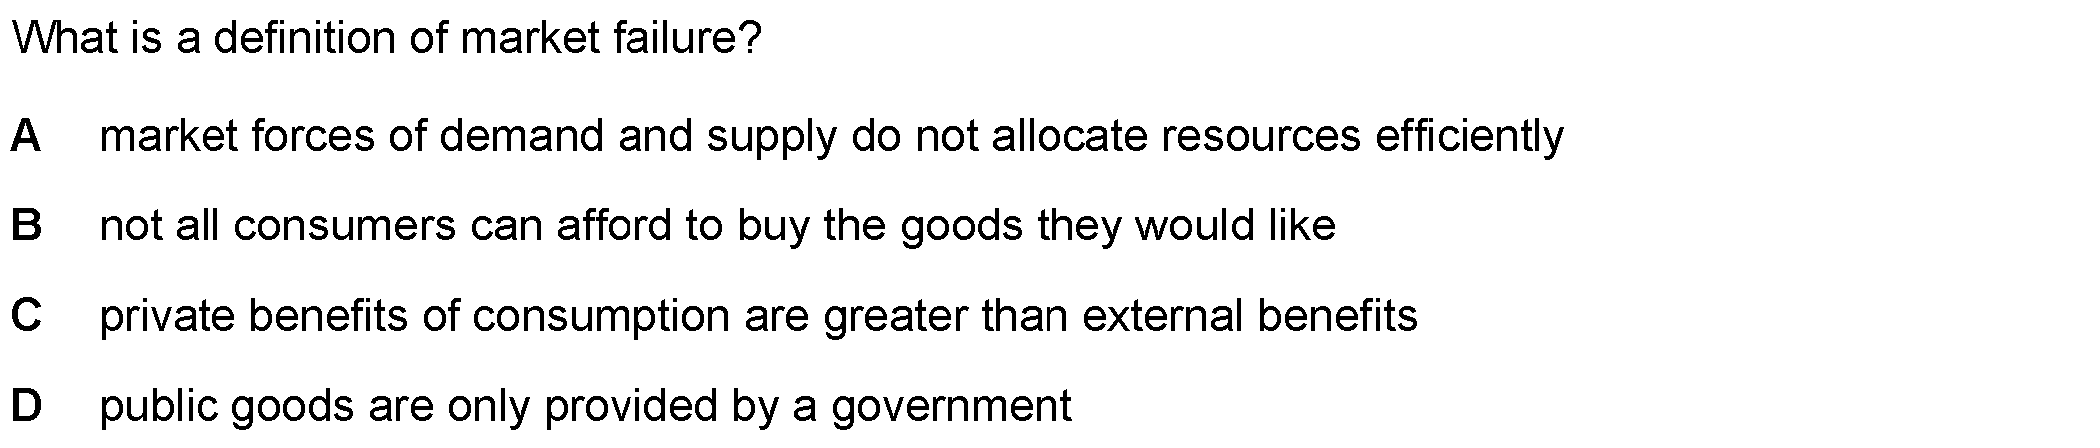 What is a definition of market failure?
A market forces of demand and supply do not allocate resources efficiently
B not all consumers can afford to buy the goods they would like
C private benefits of consumption are greater than external benefits
D public goods are only provided by a government